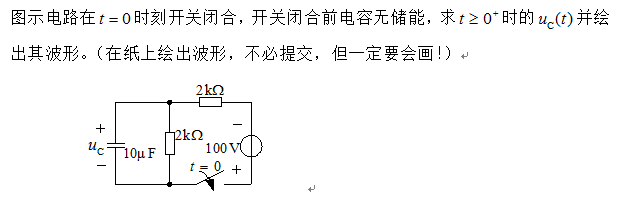 图示电路在t = 0时刻开关闭合，开关闭合前电容无储能，求t ≥ 0⁺时的u_C(t)并绘
出其波形。（在纸上绘出波形，不必提交，但一定要会画!）
2kΩ
+
−
2kΩ
u_C
10μF
100V
−
t = 0
+